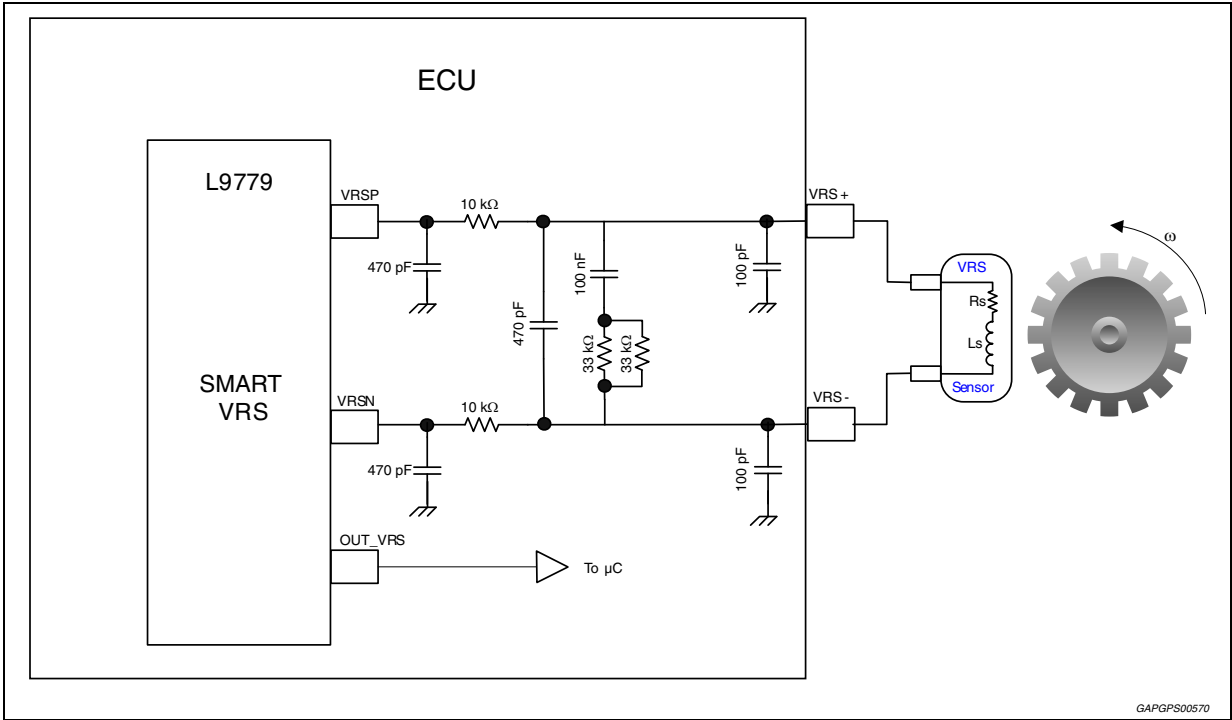 ECU
L9779
SMART
VRS
VRSP
10 kΩ
470 pF
470 pF
100 nF
33 kΩ
33 kΩ
100 pF
VRS+
VRS
Rs
Ls
Sensor
ω
VRSN
10 kΩ
470 pF
100 pF
VRS-
OUT_VRS
To µC
GAPGPS00570